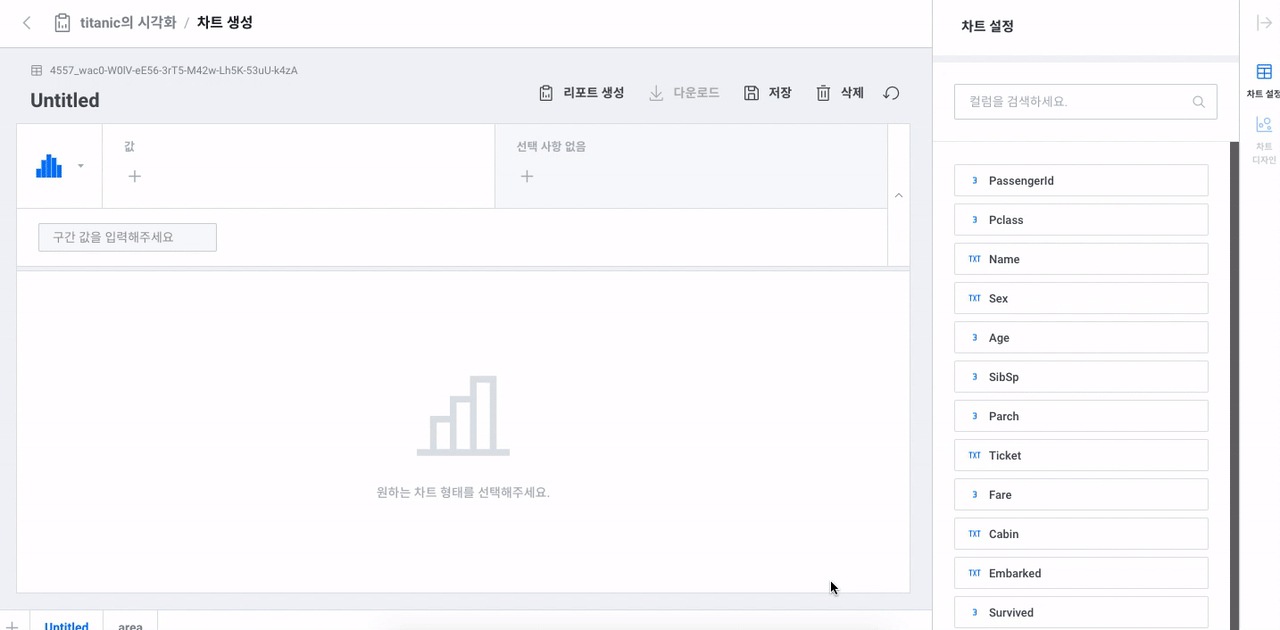 titanic의 시각화 / 차트 생성
4557_wac0-W0lV-eE56-3rT5-M42w-Lh5K-53uU-k4zA
Untitled
리포트 생성
다운로드
저장
삭제
값
선택 사항 없음
구간 값을 입력해주세요
원하는 차트 형태를 선택해주세요.
Untitled
area
차트 설정
컬럼을 검색하세요.
3 PassengerId
3 Pclass
TXT Name
TXT Sex
3 Age
3 SibSp
3 Parch
TXT Ticket
3 Fare
TXT Cabin
TXT Embarked
3 Survived
차트 설정
차트
디자인